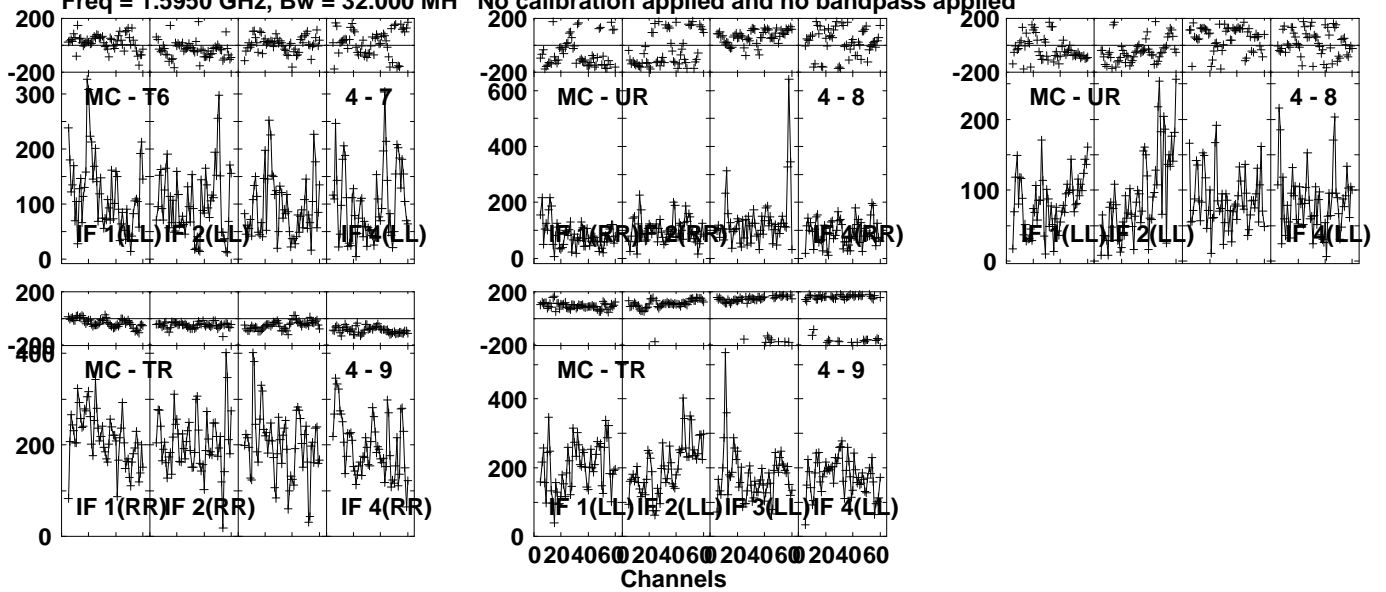 Freq = 1.5950 GHz, Bw = 32.000 MH No calibration applied and no bandpass applied
200
-200
300
200
100
0
MC - T6
4 - 7
IF 1(LL)
IF 2(LL)
IF 4(LL)
200
-200
600
400
200
0
MC - UR
4 - 8
IF 1(RR)
IF 2(RR)
IF 4(RR)
200
-200
200
100
0
MC - UR
4 - 8
IF 1(LL)
IF 2(LL)
IF 4(LL)
200
-200
400
200
0
MC - TR
4 - 9
IF 1(RR)
IF 2(RR)
IF 4(RR)
200
-200
400
200
0
MC - TR
4 - 9
IF 1(LL)
IF 2(LL)
IF 3(LL)
IF 4(LL)
0 20 40 60 0 20 40 60 0 20 40 60 0 20 40 60
Channels